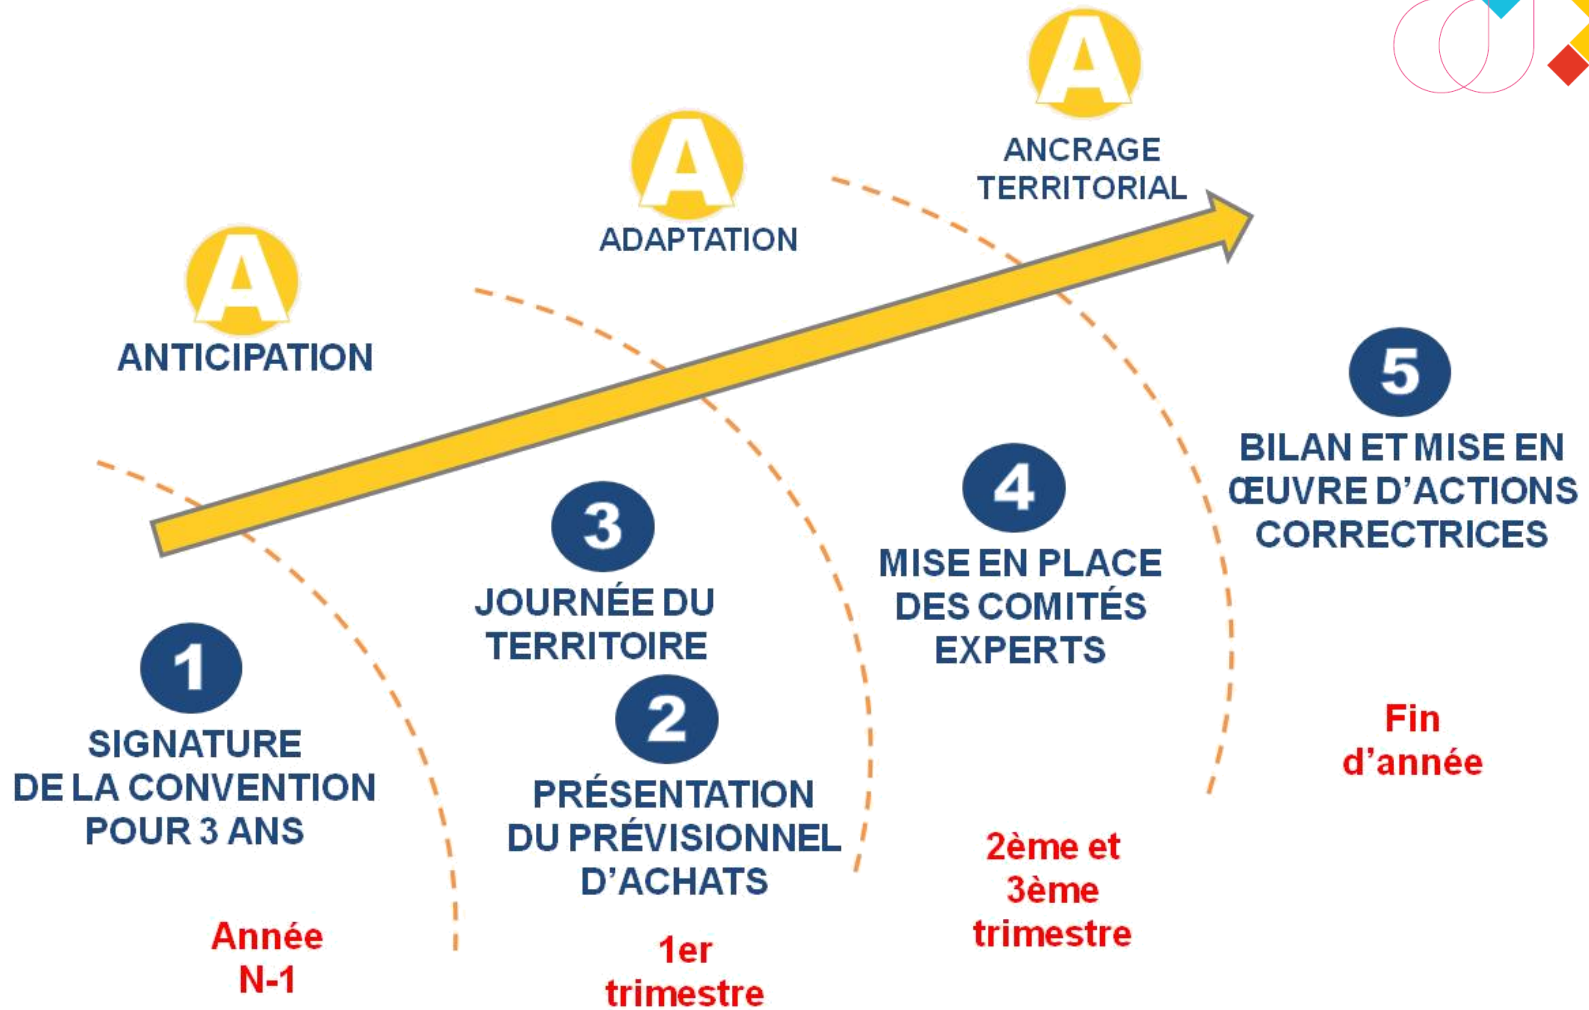 A
ANCRAGE
TERRITORIAL
A
ADAPTATION
A
ANTICIPATION
1
SIGNATURE
DE LA CONVENTION
POUR 3 ANS
Année
N-1
3
JOURNÉE DU
TERRITOIRE
2
PRÉSENTATION
DU PRÉVISIONNEL
D'ACHATS
1er
trimestre
4
MISE EN PLACE
DES COMITÉS
EXPERTS
2ème et
3ème
trimestre
5
BILAN ET MISE EN
ŒUVRE D'ACTIONS
CORRECTRICES
Fin
d'année